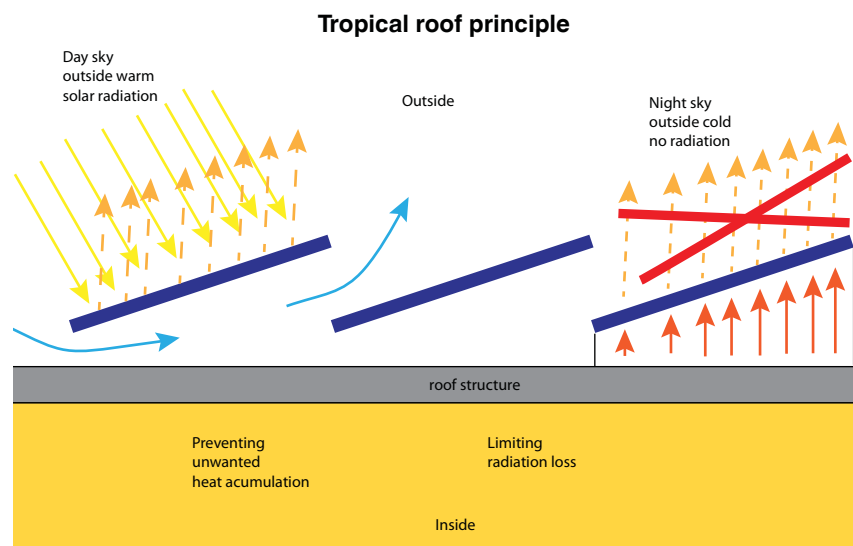 Tropical roof principle
Day sky
outside warm
solar radiation
Outside
Night sky
outside cold
no radiation
roof structure
Preventing
unwanted
heat acumulation
Limiting
radiation loss
Inside